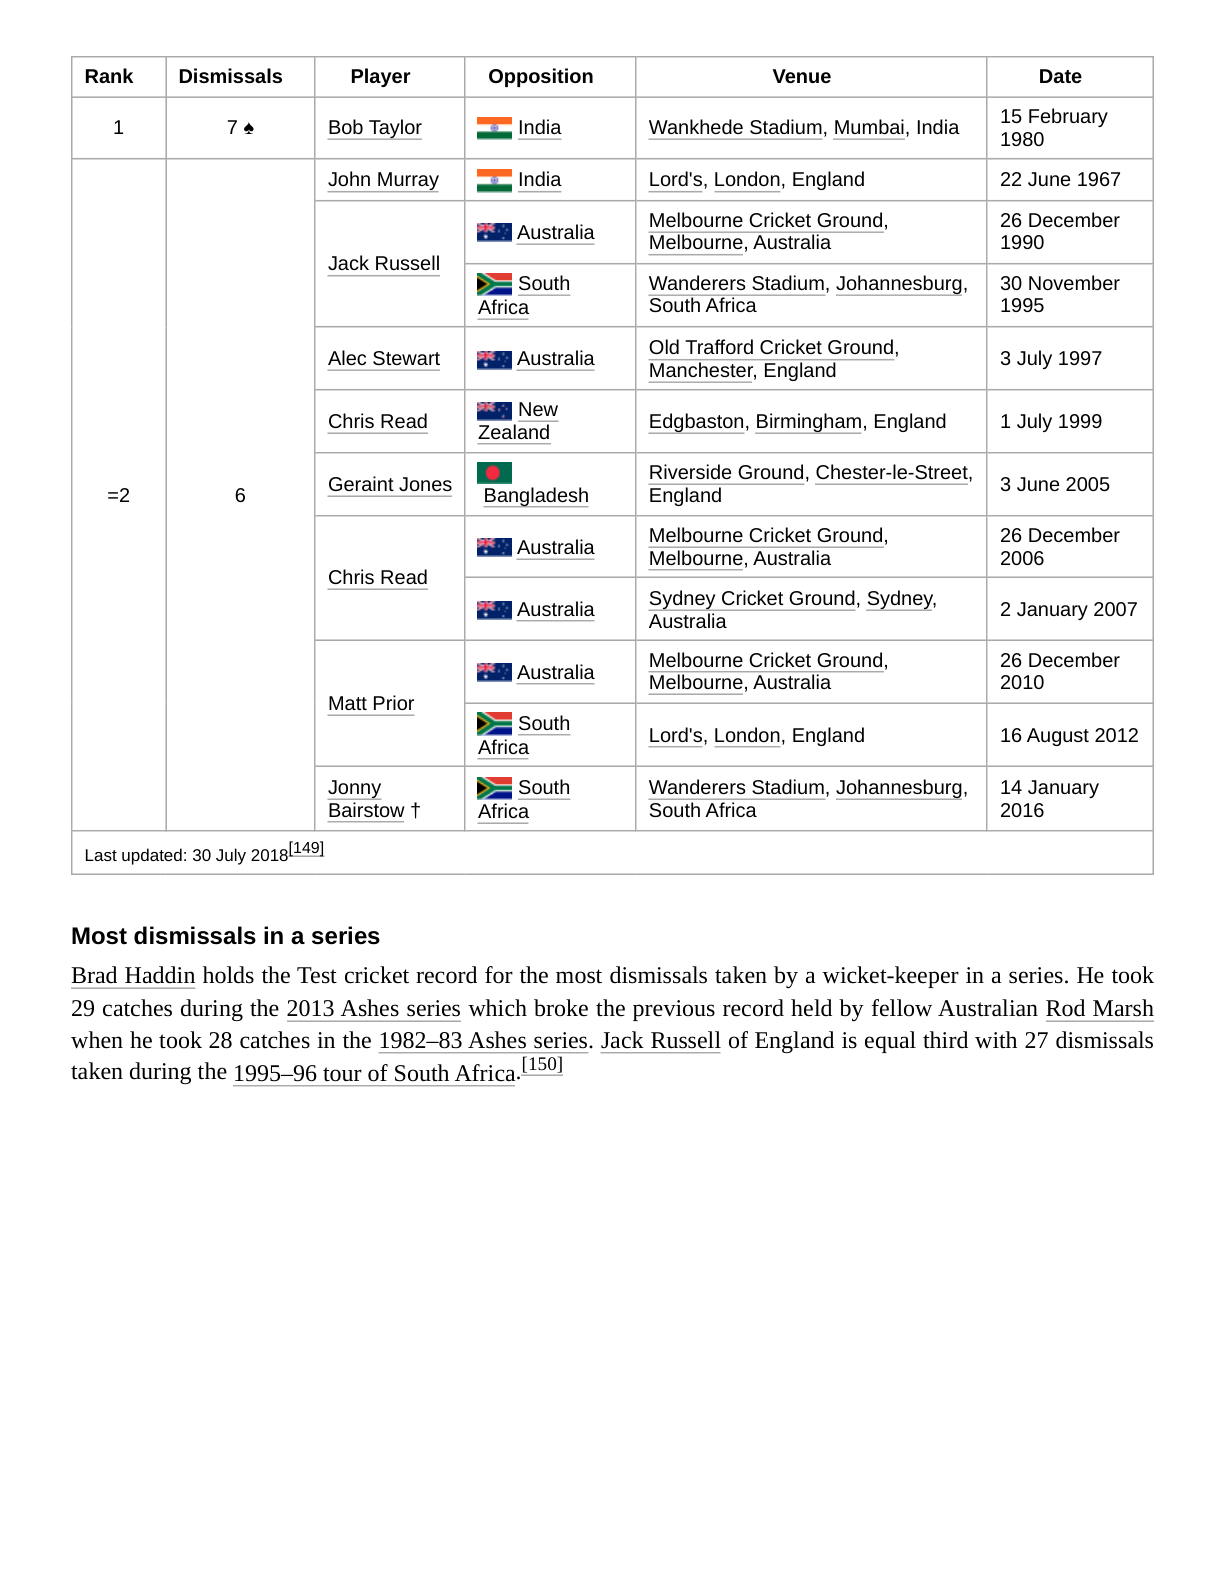 Rank Dismissals Player Opposition Venue Date
1 7 ♠ Bob Taylor India Wankhede Stadium, Mumbai, India 15 February
1980
=2 6 John Murray India Lord's, London, England 22 June 1967
Jack Russell Australia Melbourne Cricket Ground,
Melbourne, Australia 26 December
1990
South
Africa Wanderers Stadium, Johannesburg,
South Africa 30 November
1995
Alec Stewart Australia Old Trafford Cricket Ground,
Manchester, England 3 July 1997
Chris Read New
Zealand Edgbaston, Birmingham, England 1 July 1999
Geraint Jones Bangladesh Riverside Ground, Chester-le-Street,
England 3 June 2005
Chris Read Australia Melbourne Cricket Ground,
Melbourne, Australia 26 December
2006
Australia Sydney Cricket Ground, Sydney,
Australia 2 January 2007
Matt Prior Australia Melbourne Cricket Ground,
Melbourne, Australia 26 December
2010
South
Africa Lord's, London, England 16 August 2012
Jonny
Bairstow † South
Africa Wanderers Stadium, Johannesburg,
South Africa 14 January
2016
Last updated: 30 July 2018[149]
Most dismissals in a series
Brad Haddin holds the Test cricket record for the most dismissals taken by a wicket-keeper in a series. He took
29 catches during the 2013 Ashes series which broke the previous record held by fellow Australian Rod Marsh
when he took 28 catches in the 1982–83 Ashes series. Jack Russell of England is equal third with 27 dismissals
taken during the 1995–96 tour of South Africa.[150]